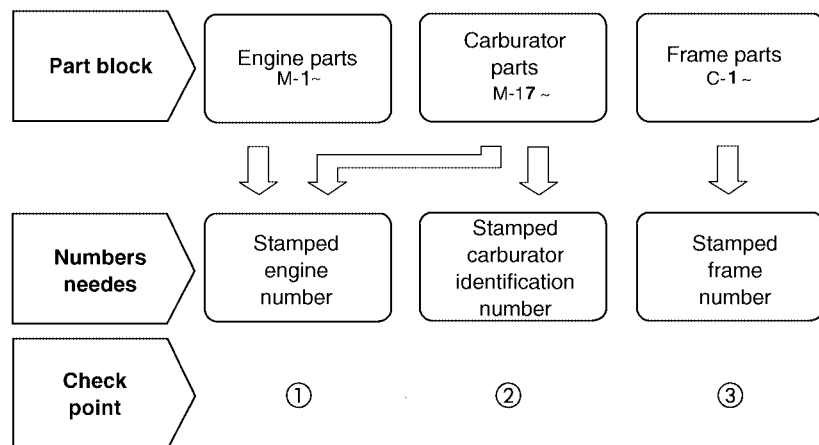 Part block
Engine parts
M-1~
Carburator
parts
M-17 ~
Frame parts
C-1 ~
Numbers
needes
Stamped
engine
number
Stamped
carburator
identification
number
Stamped
frame
number
Check
point
①
②
③